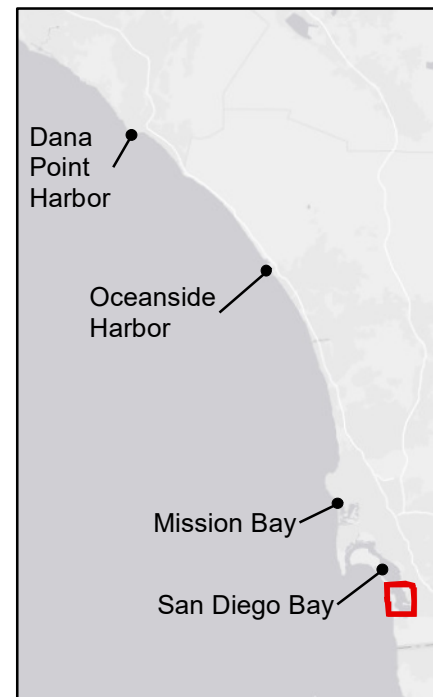 Dana
Point
Harbor
Oceanside
Harbor
Mission Bay
San Diego Bay